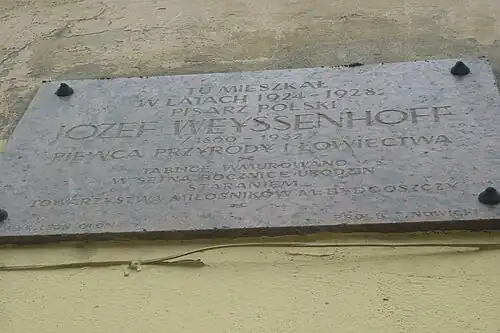 TU MIESZKAŁ
W LATACH 1924-1928
PISARZ POLSKI
JÓZEF WEYSSENHOFF
1860 1932
PIEWCA PRZYRODY I ŁOWIECTWA
TABLICĘ WMUROWANO
W SETNĄ ROCZNICĘ URODZIN
STARANIEM
TOWARZYSTWA MIŁOŚNIKÓW M. BYDGOSZCZY
NOWICKI